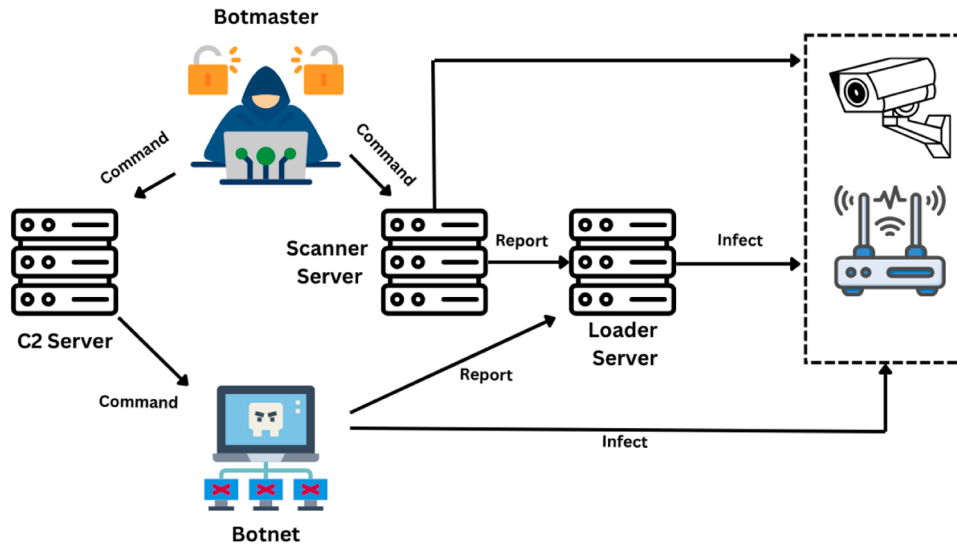 Botmaster
Command
Command
Scanner
Server
Report
Infect
C2 Server
Loader
Server
Report
Command
Infect
Botnet